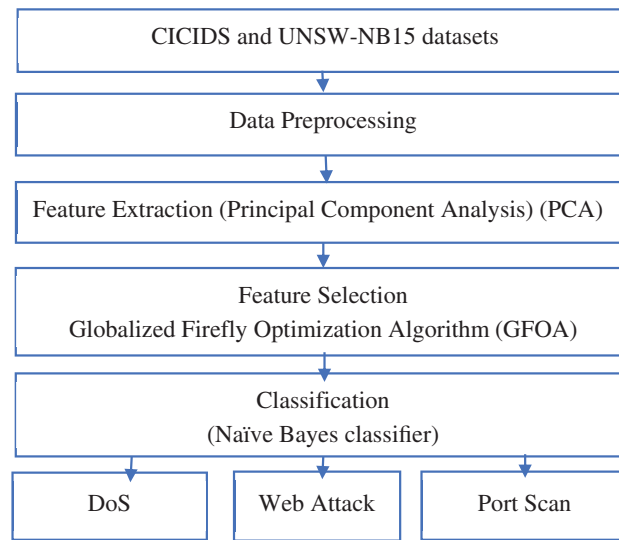 CICIDS and UNSW-NB15 datasets
Data Preprocessing
Feature Extraction (Principal Component Analysis) (PCA)
Feature Selection
Globalized Firefly Optimization Algorithm (GFOA)
Classification
(Naïve Bayes classifier)
DoS
Web Attack
Port Scan